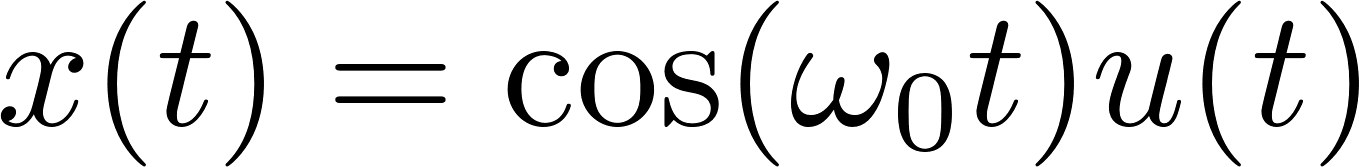 x(t) = cos(ω₀t)u(t)